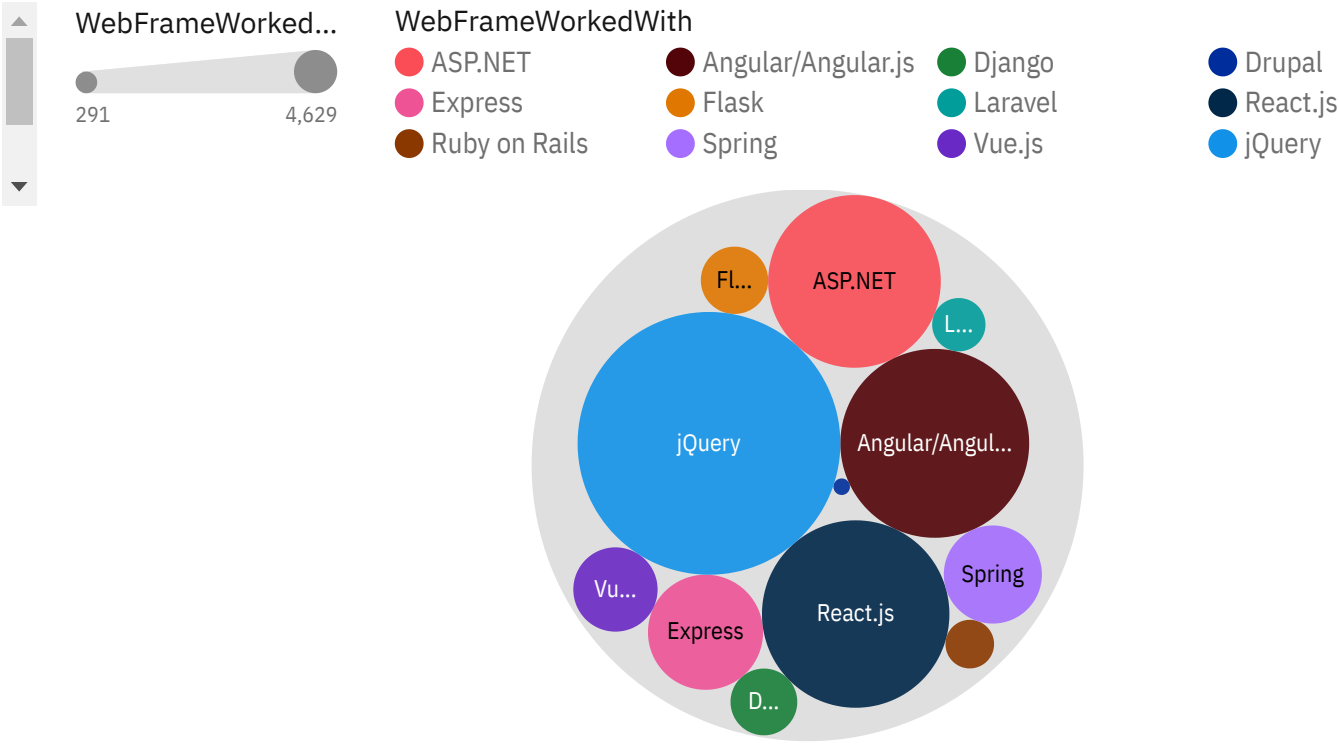 WebFrameWorked...
291 4,629
WebFrameWorkedWith
ASP.NET Angular/Angular.js Django Drupal
Express Flask Laravel React.js
Ruby on Rails Spring Vue.js jQuery
Fl...
ASP.NET
L...
jQuery
Angular/Angul...
Spring
Vu...
React.js
Express
D...